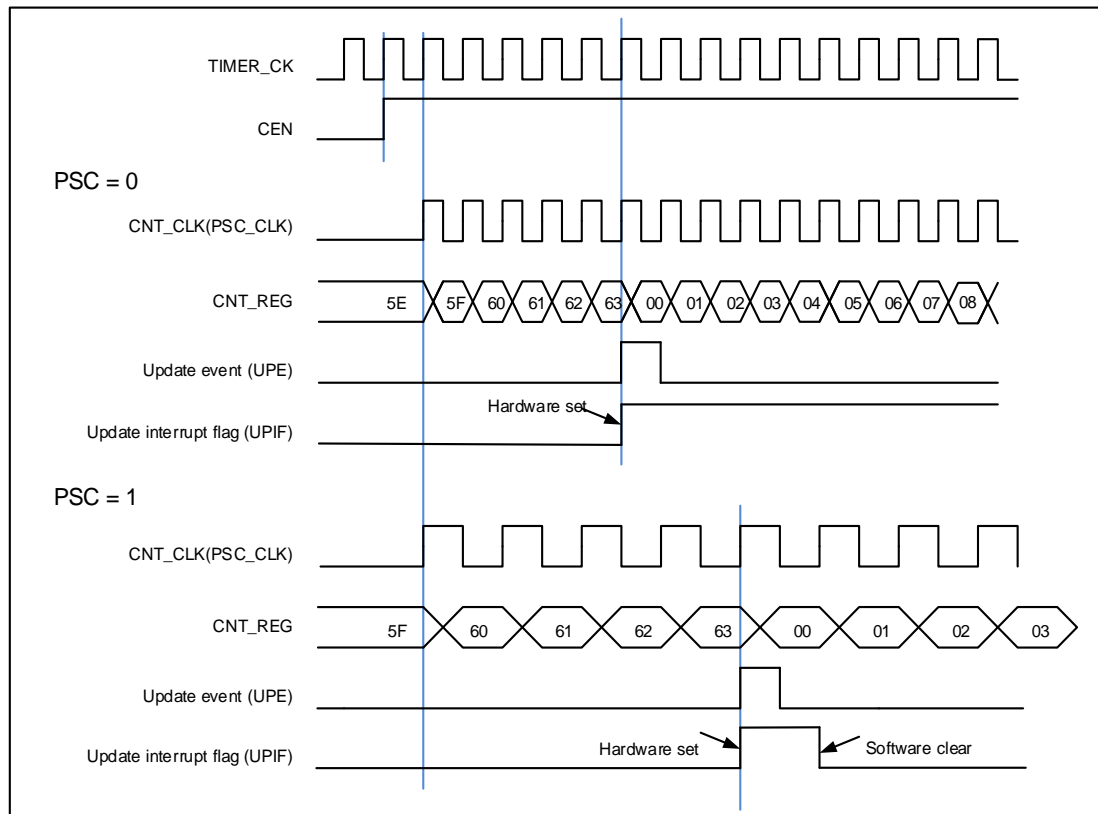 TIMER_CK
CEN
PSC = 0
CNT_CLK(PSC_CLK)
CNT_REG
5E 5F 60 61 62 63 00 01 02 03 04 05 06 07 08
Update event (UPE)
Hardware set
Update interrupt flag (UPIF)
PSC = 1
CNT_CLK(PSC_CLK)
CNT_REG
5F 60 61 62 63 00 01 02 03
Update event (UPE)
Hardware set
Software clear
Update interrupt flag (UPIF)